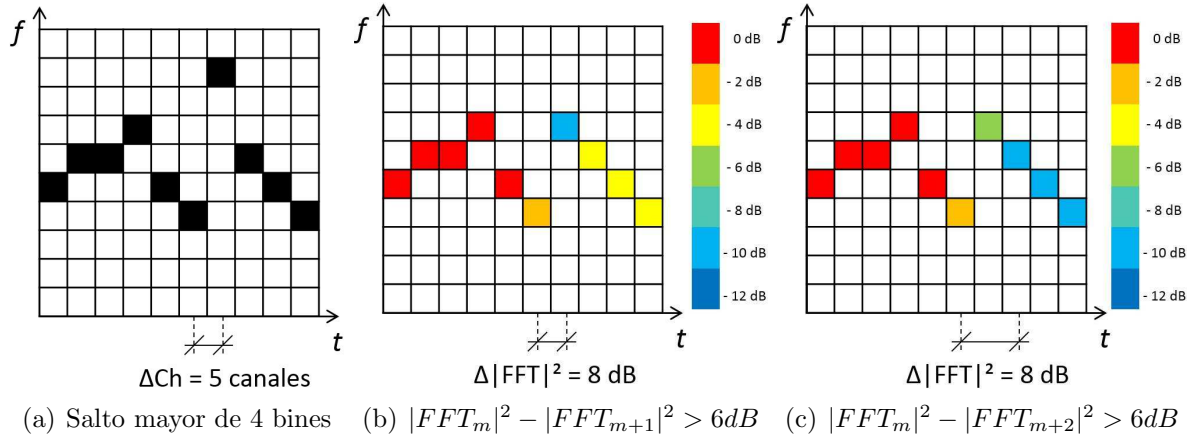 f
t
ΔCh = 5 canales
(a) Salto mayor de 4 bines
f
0 dB
- 2 dB
- 4 dB
- 6 dB
- 8 dB
- 10 dB
- 12 dB
t
Δ|FFT|² = 8 dB
(b) |FFT_m|² − |FFT_{m+1}|² > 6dB
f
0 dB
- 2 dB
- 4 dB
- 6 dB
- 8 dB
- 10 dB
- 12 dB
t
Δ|FFT|² = 8 dB
(c) |FFT_m|² − |FFT_{m+2}|² > 6dB